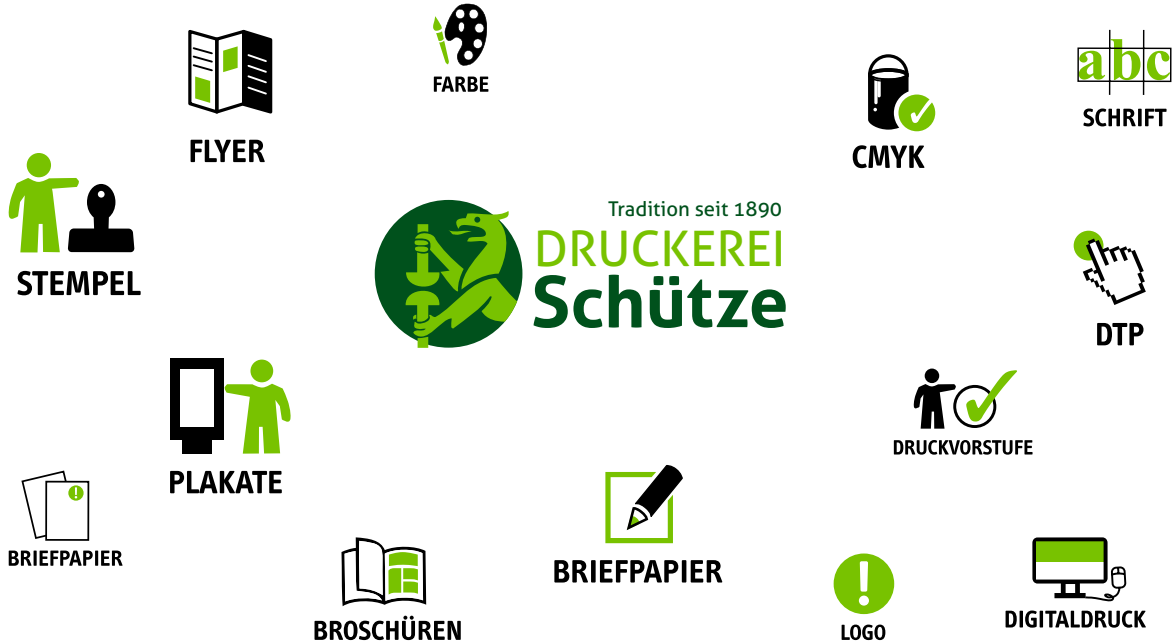 FARBE
FLYER
CMYK
abc
SCHRIFT
STEMPEL
Tradition seit 1890
DRUCKEREI
Schütze
DTP
PLAKATE
DRUCKVORSTUFE
BRIEFPAPIER
BRIEFPAPIER
BROSCHÜREN
LOGO
DIGITALDRUCK